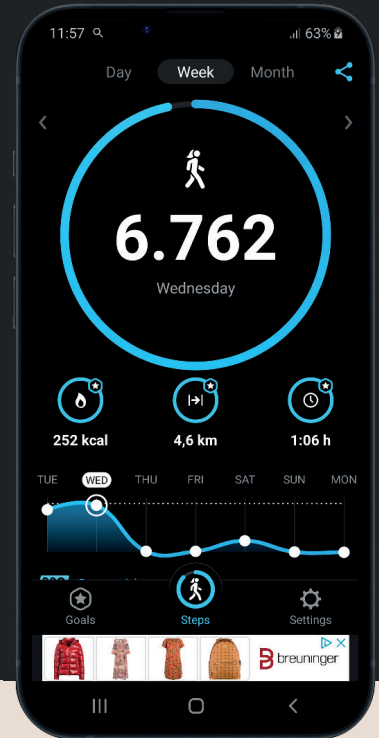 11:57
63%
Day Week Month
6.762
Wednesday
252 kcal
4,6 km
1:06 h
TUE WED THU FRI SAT SUN MON
Goals
Steps
Settings
breuninger